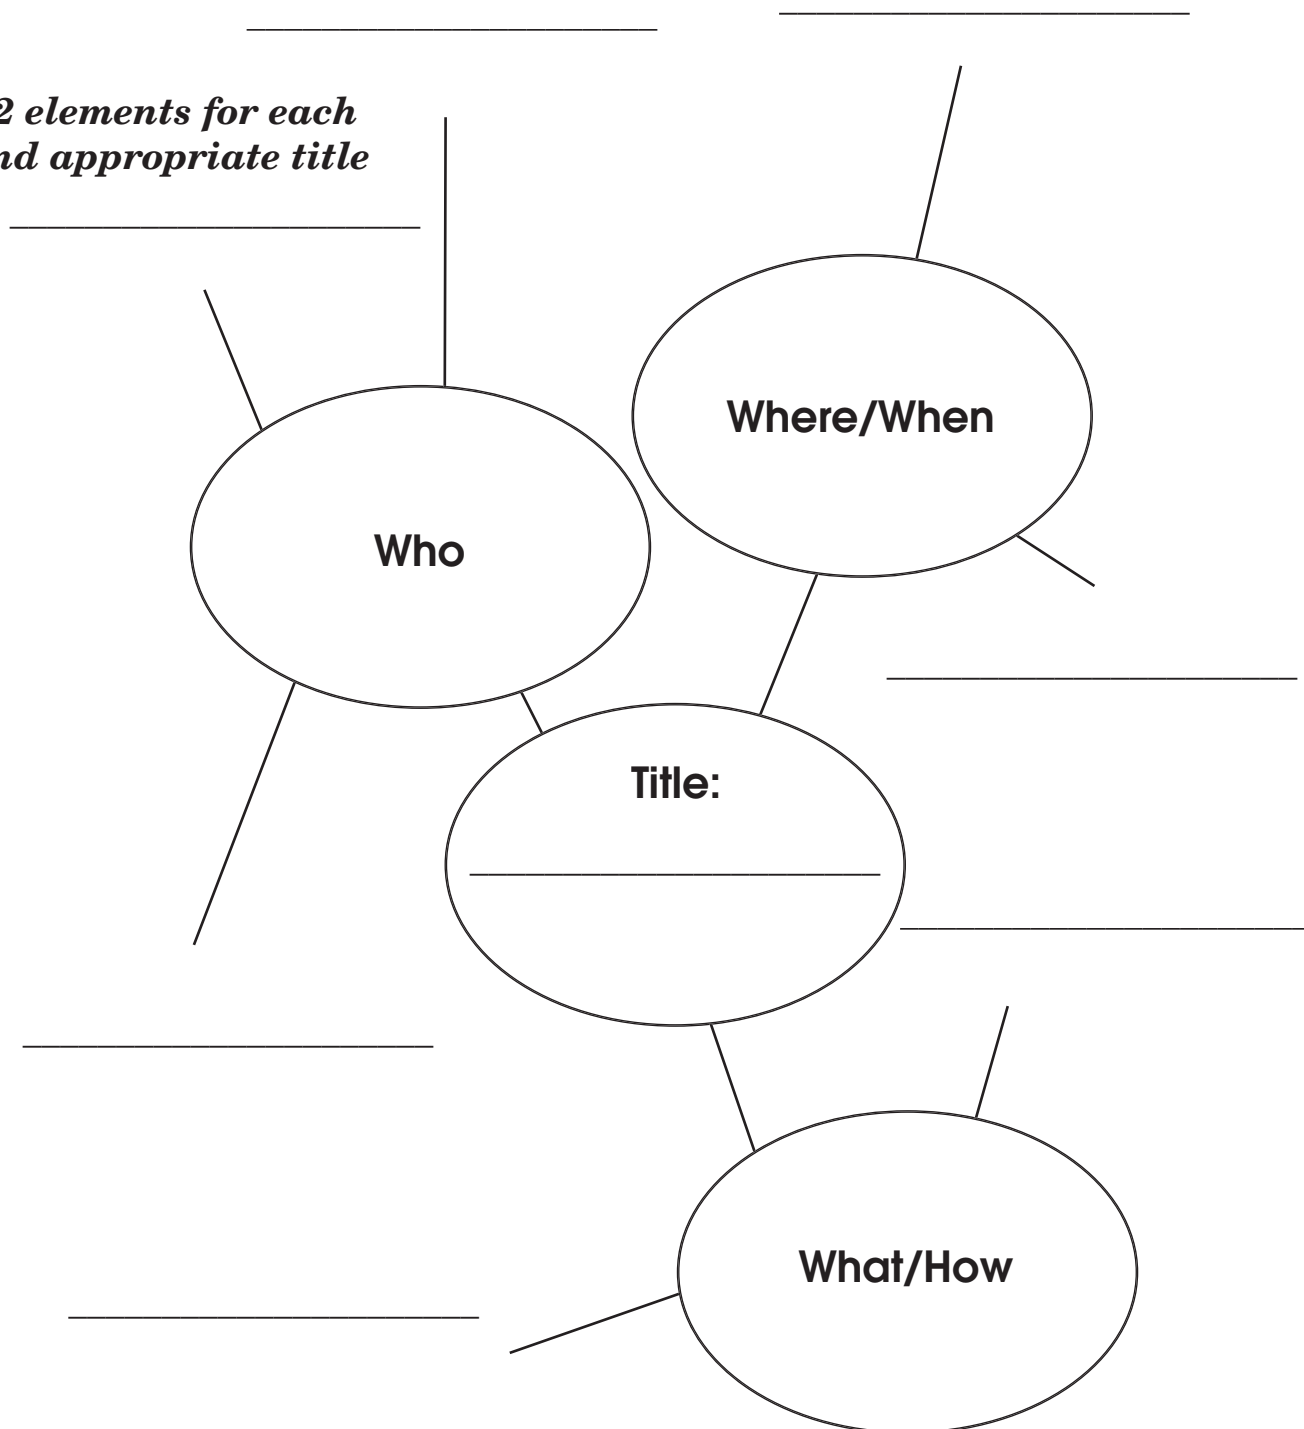 2 elements for each
nd appropriate title
Where/When
Who
Title:
What/How